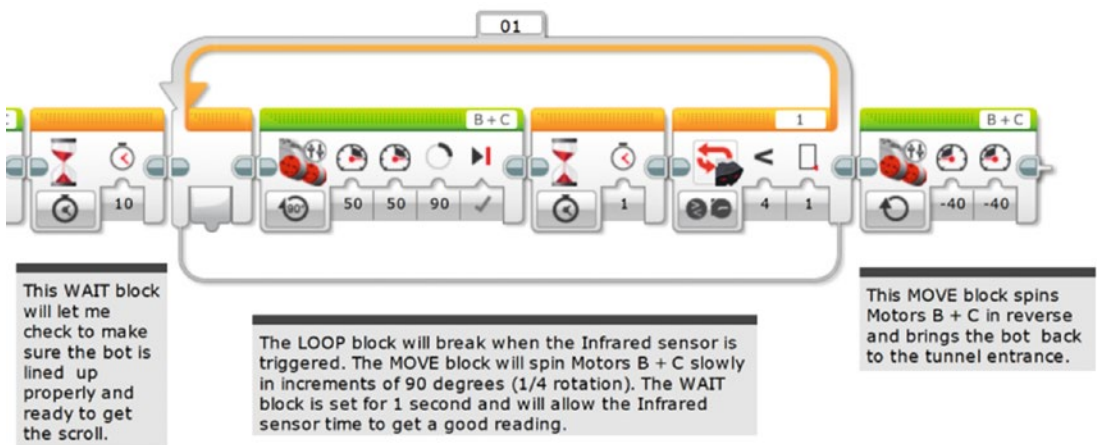 01
B + C
1
B + C
10
90°
50 50 90
1
4 1
-40 -40
This WAIT block
will let me
check to make
sure the bot is
lined up
properly and
ready to get
the scroll.
The LOOP block will break when the Infrared sensor is
triggered. The MOVE block will spin Motors B + C slowly
in increments of 90 degrees (1/4 rotation). The WAIT
block is set for 1 second and will allow the Infrared
sensor time to get a good reading.
This MOVE block spins
Motors B + C in reverse
and brings the bot back
to the tunnel entrance.